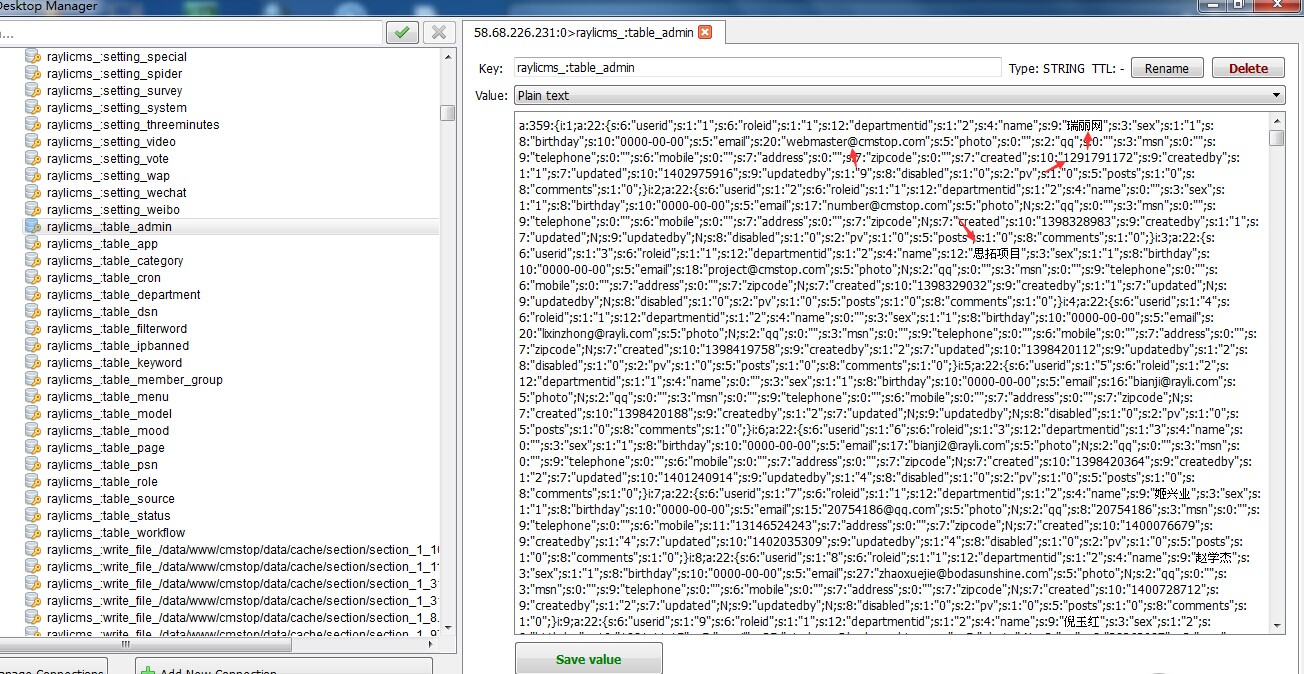 Desktop Manager
...
raylicms_:setting_special
raylicms_:setting_spider
raylicms_:setting_survey
raylicms_:setting_system
raylicms_:setting_threeminutes
raylicms_:setting_video
raylicms_:setting_vote
raylicms_:setting_wap
raylicms_:setting_wechat
raylicms_:setting_weibo
raylicms_:table_admin
raylicms_:table_app
raylicms_:table_category
raylicms_:table_cron
raylicms_:table_department
raylicms_:table_dsn
raylicms_:table_filterword
raylicms_:table_ipbanned
raylicms_:table_keyword
raylicms_:table_member_group
raylicms_:table_menu
raylicms_:table_model
raylicms_:table_mood
raylicms_:table_page
raylicms_:table_psn
raylicms_:table_role
raylicms_:table_source
raylicms_:table_status
raylicms_:table_workflow
raylicms_:write_file_/data/www/cmstop/data/cache/section/section_1_1
raylicms_:write_file_/data/www/cmstop/data/cache/section/section_1_1
raylicms_:write_file_/data/www/cmstop/data/cache/section/section_1_3
raylicms_:write_file_/data/www/cmstop/data/cache/section/section_1_3
raylicms_:write_file_/data/www/cmstop/data/cache/section/section_1_8
raylicms_:write_file_/data/www/cmstop/data/cache/section/section_1_9
Connections
Add New Connection
58.68.226.231:0>raylicms_:table_admin
Key: raylicms_:table_admin Type: STRING TTL: - Rename Delete
Value: Plain text
a:359:{i:1;a:22:{s:6:"userid";s:1:"1";s:6:"roleid";s:1:"1";s:12:"departmentid";s:1:"2";s:4:"name";s:9:"瑞丽网";s:3:"sex";s:1:"1";s:
8:"birthday";s:10:"0000-00-00";s:5:"email";s:20:"webmaster@cmstop.com";s:5:"photo";s:0:"";s:2:"qq";s:0:"";s:3:"msn";s:0:"";s:
9:"telephone";s:0:"";s:6:"mobile";s:0:"";s:7:"address";s:0:"";s:7:"zipcode";s:0:"";s:7:"created";s:10:"1291791172";s:9:"createdby";s:
1:"1";s:7:"updated";s:10:"1402975916";s:9:"updatedby";s:1:"9";s:8:"disabled";s:1:"0";s:2:"pv";s:1:"0";s:5:"posts";s:1:"0";s:
8:"comments";s:1:"0";}i:2;a:22:{s:6:"userid";s:1:"2";s:6:"roleid";s:1:"1";s:12:"departmentid";s:1:"2";s:4:"name";s:0:"";s:3:"sex";s:
1:"1";s:8:"birthday";s:10:"0000-00-00";s:5:"email";s:17:"number@cmstop.com";s:5:"photo";N;s:2:"qq";s:0:"";s:3:"msn";s:0:"";s:
9:"telephone";s:0:"";s:6:"mobile";s:0:"";s:7:"address";s:0:"";s:7:"zipcode";N;s:7:"created";s:10:"1398328983";s:9:"createdby";s:1:"1";s:
7:"updated";N;s:9:"updatedby";N;s:8:"disabled";s:1:"0";s:2:"pv";s:1:"0";s:5:"posts";s:1:"0";s:8:"comments";s:1:"0";}i:3;a:22:{s:
6:"userid";s:1:"3";s:6:"roleid";s:1:"1";s:12:"departmentid";s:1:"2";s:4:"name";s:12:"思拓项目";s:3:"sex";s:1:"1";s:8:"birthday";s:
10:"0000-00-00";s:5:"email";s:18:"project@cmstop.com";s:5:"photo";N;s:2:"qq";s:0:"";s:3:"msn";s:0:"";s:9:"telephone";s:0:"";s:
6:"mobile";s:0:"";s:7:"address";s:0:"";s:7:"zipcode";N;s:7:"created";s:10:"1398329032";s:9:"createdby";s:1:"1";s:7:"updated";N;s:
9:"updatedby";N;s:8:"disabled";s:1:"0";s:2:"pv";s:1:"0";s:5:"posts";s:1:"0";s:8:"comments";s:1:"0";}i:4;a:22:{s:6:"userid";s:1:"4";s:
6:"roleid";s:1:"1";s:12:"departmentid";s:1:"2";s:4:"name";s:0:"";s:3:"sex";s:1:"1";s:8:"birthday";s:10:"0000-00-00";s:5:"email";s:
20:"lixinzhong@rayli.com";s:5:"photo";N;s:2:"qq";s:0:"";s:3:"msn";s:0:"";s:9:"telephone";s:0:"";s:6:"mobile";s:0:"";s:7:"address";s:0:"";s:
7:"zipcode";N;s:7:"created";s:10:"1398419758";s:9:"createdby";s:1:"2";s:7:"updated";s:10:"1398420112";s:9:"updatedby";s:1:"2";s:
8:"disabled";s:1:"0";s:2:"pv";s:1:"0";s:5:"posts";s:1:"0";s:8:"comments";s:1:"0";}i:5;a:22:{s:6:"userid";s:1:"5";s:6:"roleid";s:1:"2";s:
12:"departmentid";s:1:"1";s:4:"name";s:0:"";s:3:"sex";s:1:"1";s:8:"birthday";s:10:"0000-00-00";s:5:"email";s:16:"bianji@rayli.com";s:
5:"photo";N;s:2:"qq";s:0:"";s:3:"msn";s:0:"";s:9:"telephone";s:0:"";s:6:"mobile";s:0:"";s:7:"address";s:0:"";s:7:"zipcode";N;s:
7:"created";s:10:"1398420188";s:9:"createdby";s:1:"2";s:7:"updated";N;s:9:"updatedby";N;s:8:"disabled";s:1:"0";s:2:"pv";s:1:"0";s:
5:"posts";s:1:"0";s:8:"comments";s:1:"0";}i:6;a:22:{s:6:"userid";s:1:"6";s:6:"roleid";s:1:"3";s:12:"departmentid";s:1:"3";s:4:"name";s:
0:"";s:3:"sex";s:1:"1";s:8:"birthday";s:10:"0000-00-00";s:5:"email";s:17:"bianji2@rayli.com";s:5:"photo";N;s:2:"qq";s:0:"";s:3:"msn";s:
0:"";s:9:"telephone";s:0:"";s:6:"mobile";s:0:"";s:7:"address";s:0:"";s:7:"zipcode";N;s:7:"created";s:10:"1398420364";s:9:"createdby";s:
1:"2";s:7:"updated";s:10:"1401240914";s:9:"updatedby";s:1:"4";s:8:"disabled";s:1:"0";s:2:"pv";s:1:"0";s:5:"posts";s:1:"0";s:
8:"comments";s:1:"0";}i:7;a:22:{s:6:"userid";s:1:"7";s:6:"roleid";s:1:"1";s:12:"departmentid";s:1:"2";s:4:"name";s:9:"姬兴业";s:3:"sex";s:
1:"1";s:8:"birthday";s:10:"0000-00-00";s:5:"email";s:15:"20754186@qq.com";s:5:"photo";N;s:2:"qq";s:8:"20754186";s:3:"msn";s:0:"";s:
9:"telephone";s:0:"";s:6:"mobile";s:11:"13146524243";s:7:"address";s:0:"";s:7:"zipcode";N;s:7:"created";s:10:"1400076679";s:
9:"createdby";s:1:"4";s:7:"updated";s:10:"1402035309";s:9:"updatedby";s:1:"4";s:8:"disabled";s:1:"0";s:2:"pv";s:1:"0";s:5:"posts";s:
1:"0";s:8:"comments";s:1:"0";}i:8;a:22:{s:6:"userid";s:1:"8";s:6:"roleid";s:1:"1";s:12:"departmentid";s:1:"2";s:4:"name";s:9:"赵学杰";s:
3:"sex";s:1:"1";s:8:"birthday";s:10:"0000-00-00";s:5:"email";s:27:"zhaoxuejie@bodasunshine.com";s:5:"photo";N;s:2:"qq";s:0:"";s:
3:"msn";s:0:"";s:9:"telephone";s:0:"";s:6:"mobile";s:0:"";s:7:"address";s:0:"";s:7:"zipcode";N;s:7:"created";s:10:"1400728712";s:
9:"createdby";s:1:"2";s:7:"updated";N;s:9:"updatedby";N;s:8:"disabled";s:1:"0";s:2:"pv";s:1:"0";s:5:"posts";s:1:"0";s:8:"comments";s:
1:"0";}i:9;a:22:{s:6:"userid";s:1:"9";s:6:"roleid";s:1:"1";s:12:"departmentid";s:1:"2";s:4:"name";s:9:"倪玉红";s:3:"sex";s:1:"2";s:
Save value